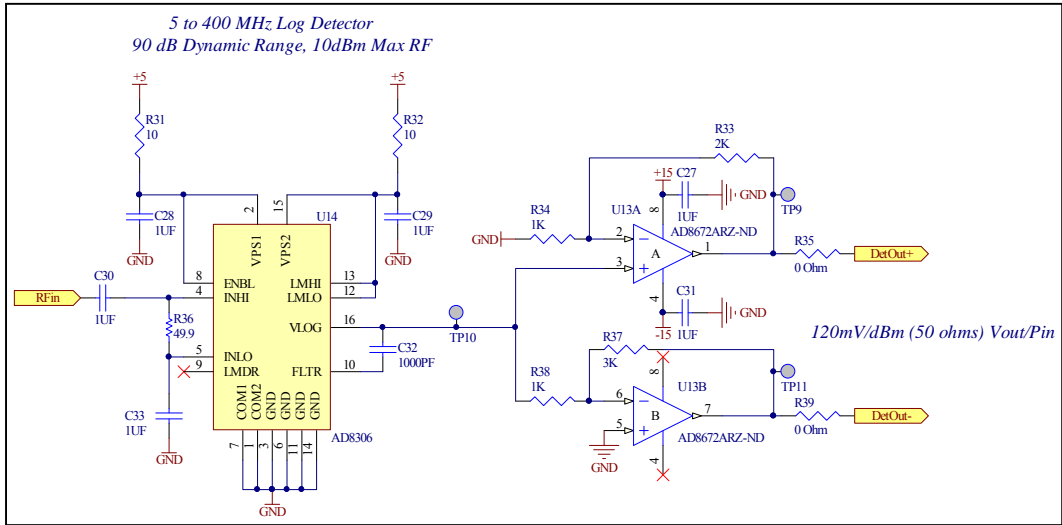 5 to 400 MHz Log Detector
90 dB Dynamic Range, 10dBm Max RF
+5
+5
R31
10
R32
10
R33
2K
C28
1UF
GND
2
15
U14
C29
1UF
GND
VPS1
VPS2
+15
C27
1UF
GND
TP9
R34
1K
GND
U13A
8
AD8672ARZ-ND
2
A
1
3
R35
0 Ohm
DetOut+
C30
1UF
RFin
8
ENBL
4
INHI
LMHI
13
LMLO
12
R36
49.9
VLOG
16
TP10
4
C31
1UF
GND
-15
120mV/dBm (50 ohms) Vout/Pin
5
INLO
9
LMDR
C32
1000PF
FLTR
10
R37
3K
R38
1K
8
U13B
TP11
6
B
7
5
R39
0 Ohm
DetOut-
AD8672ARZ-ND
GND
4
C33
1UF
GND
COM1
COM2
GND
GND
GND
GND
AD8306
7
1
3
6
11
14
GND